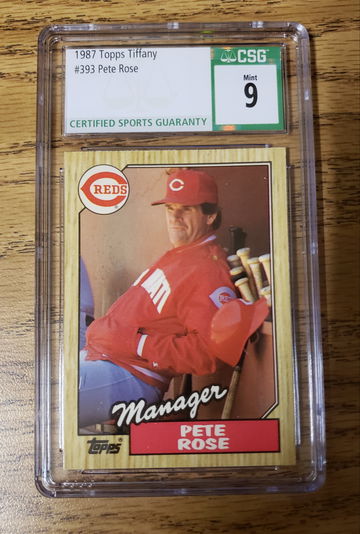 1987 Topps Tiffany
#393 Pete Rose
CERTIFIED SPORTS GUARANTY
CSG
Mint
9
REDS
C
Manager
PETE
ROSE
Topps